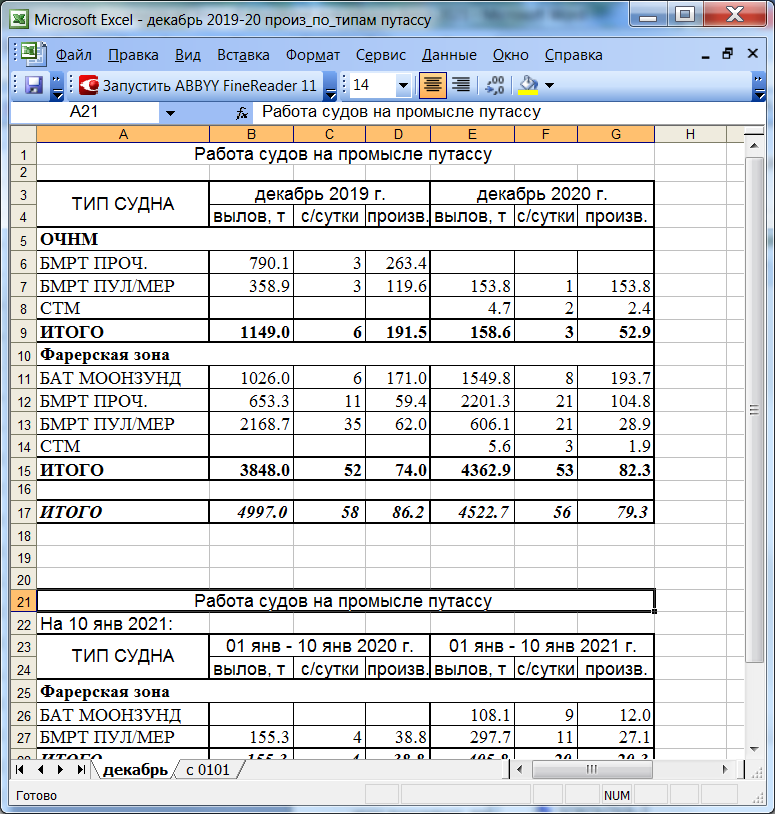 Microsoft Excel - декабрь 2019-20 произ_по_типам путассу
Файл Правка Вид Вставка Формат Сервис Данные Окно Справка
Запустить ABBYY FineReader 11 14
A21 fx Работа судов на промысле путассу
A B C D E F G H
1 Работа судов на промысле путассу
2
3 ТИП СУДНА декабрь 2019 г. декабрь 2020 г.
4 вылов, т с/сутки произв. вылов, т с/сутки произв.
5 ОЧНМ
6 БМРТ ПРОЧ. 790.1 3 263.4
7 БМРТ ПУЛ/МЕР 358.9 3 119.6 153.8 1 153.8
8 СТМ 4.7 2 2.4
9 ИТОГО 1149.0 6 191.5 158.6 3 52.9
10 Фарерская зона
11 БАТ МООНЗУНД 1026.0 6 171.0 1549.8 8 193.7
12 БМРТ ПРОЧ. 653.3 11 59.4 2201.3 21 104.8
13 БМРТ ПУЛ/МЕР 2168.7 35 62.0 606.1 21 28.9
14 СТМ 5.6 3 1.9
15 ИТОГО 3848.0 52 74.0 4362.9 53 82.3
16
17 ИТОГО 4997.0 58 86.2 4522.7 56 79.3
18
19
20
21 Работа судов на промысле путассу
22 На 10 янв 2021:
23 ТИП СУДНА 01 янв - 10 янв 2020 г. 01 янв - 10 янв 2021 г.
24 вылов, т с/сутки произв. вылов, т с/сутки произв.
25 Фарерская зона
26 БАТ МООНЗУНД 108.1 9 12.0
27 БМРТ ПУЛ/МЕР 155.3 4 38.8 297.7 11 27.1
28 ИТОГО 155.3 4 38.8 405.8 20 20.3
декабрь с 0101
Готово NUM